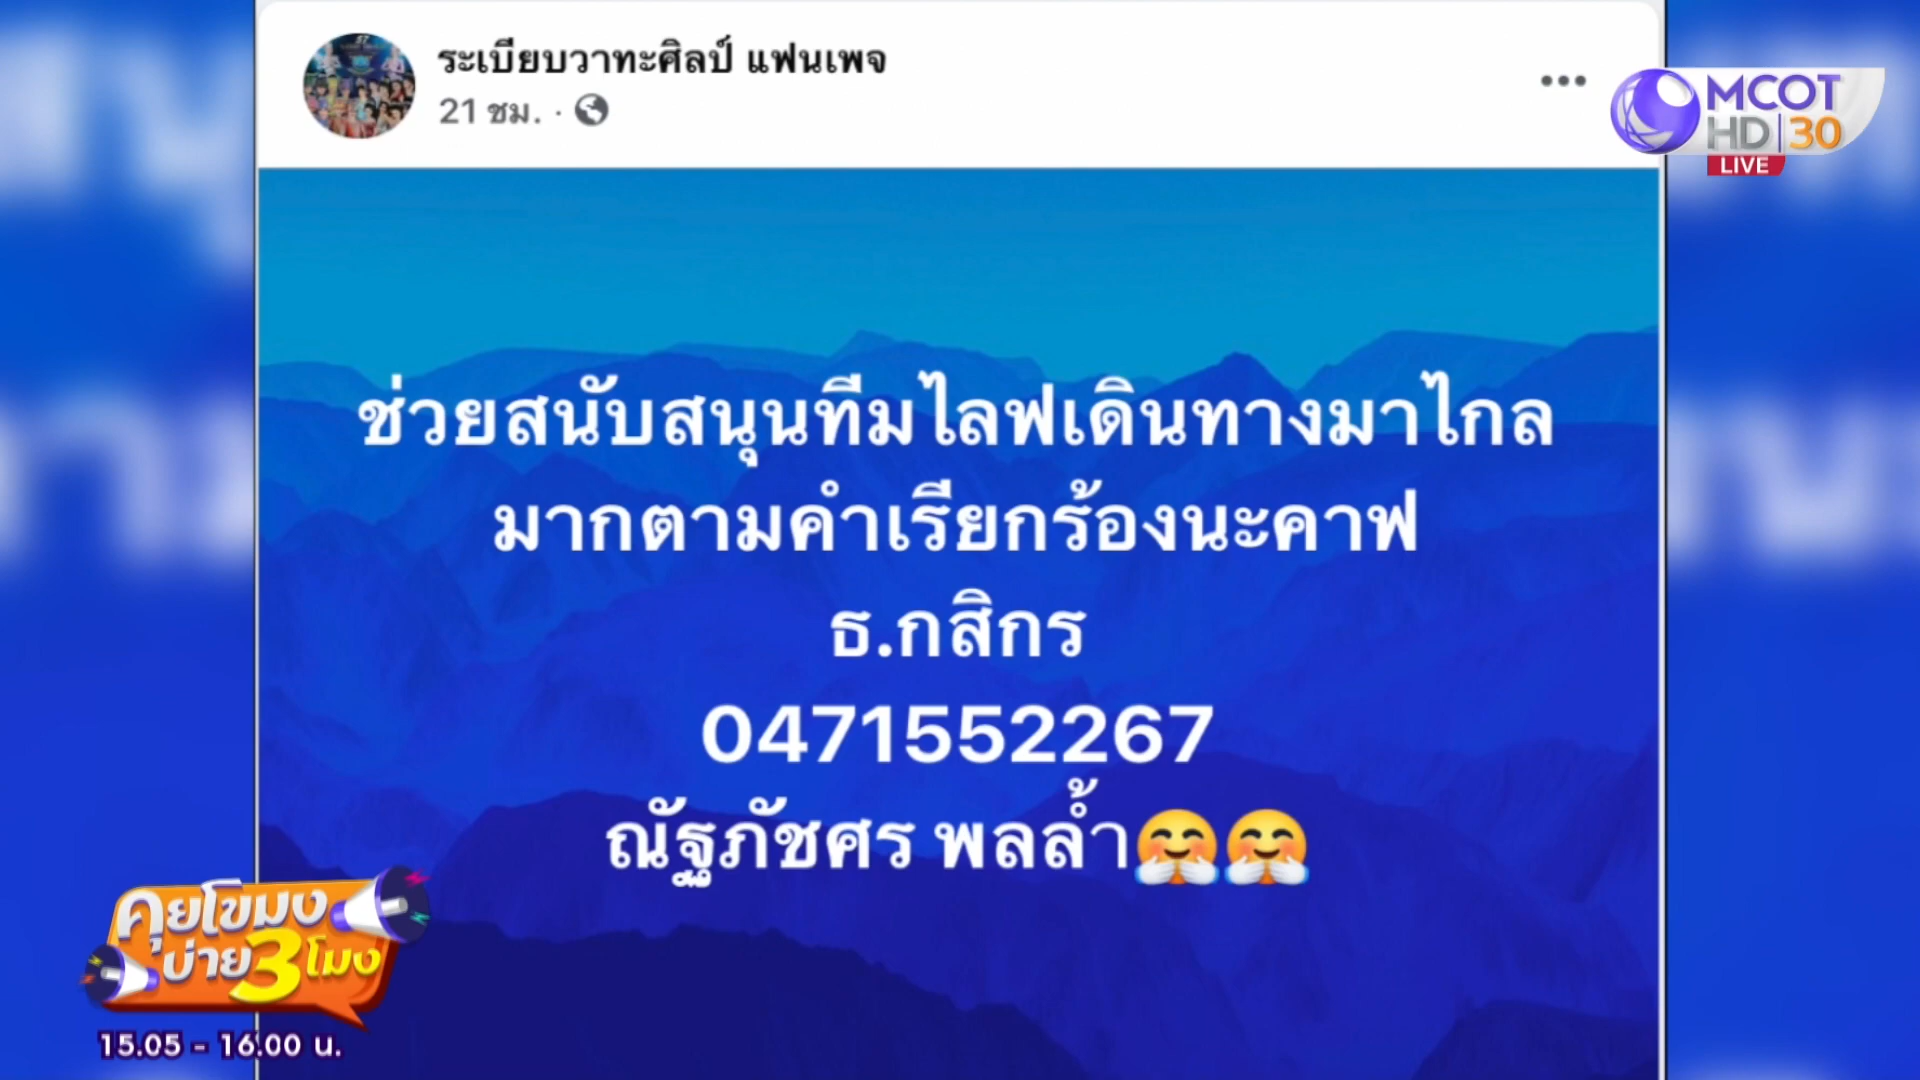 ระเบียบวาทะศิลป์ แฟนเพจ
21 ชม. ·
MCOT
HD 30
LIVE
ช่วยสนับสนุนทีมไลฟเดินทางมาไกล
มากตามคำเรียกร้องนะคาฟ
ธ.กสิกร
0471552267
ณัฐภัชศร พลล้ำ🤗🤗
คุยโขมง
บ่าย3โมง
15.05 - 16.00 น.